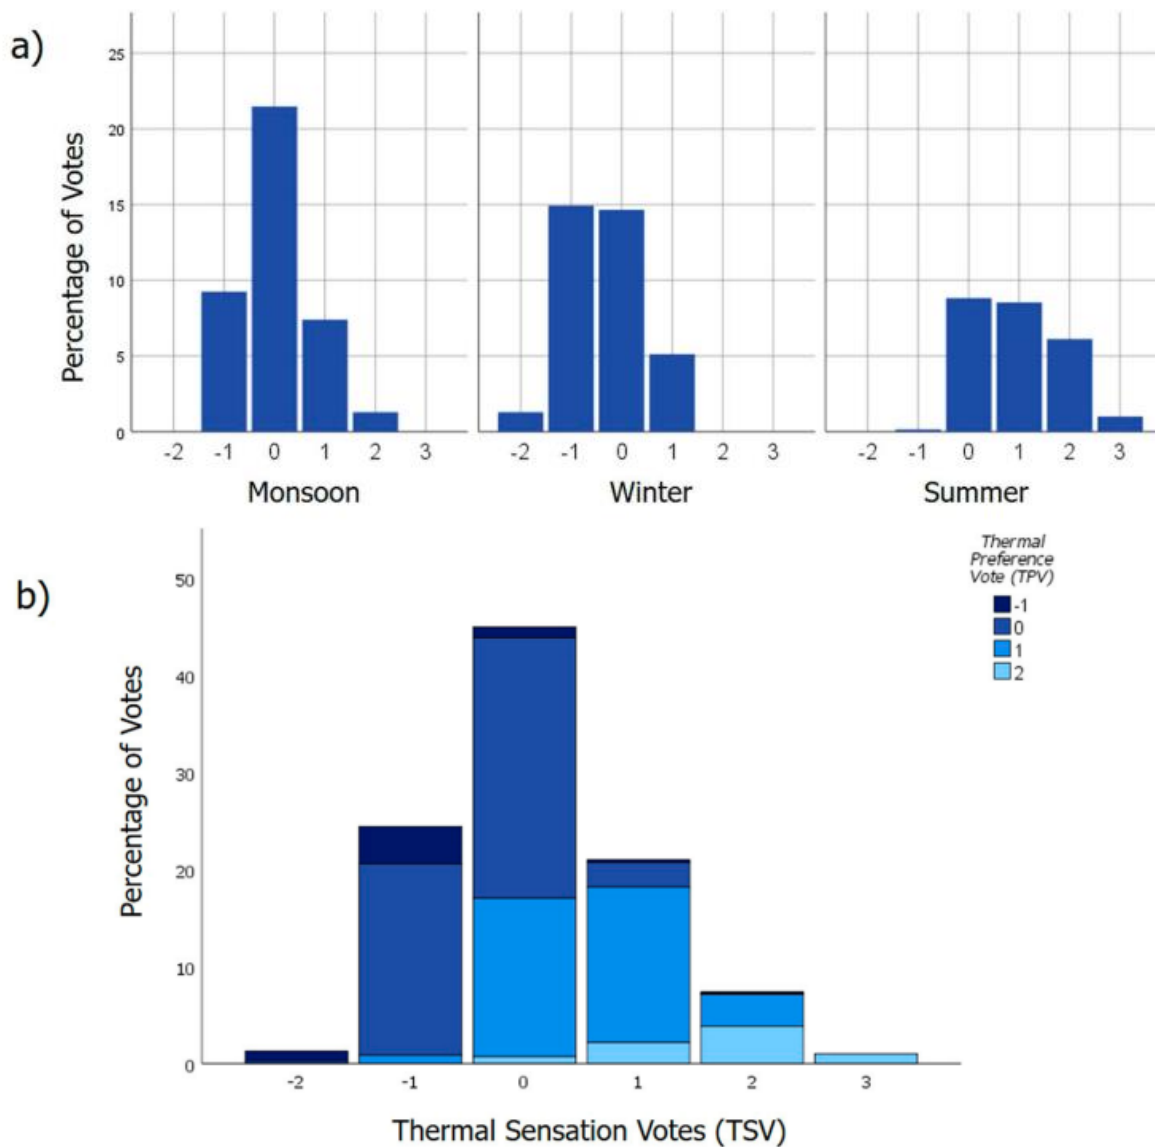 a)
Percentage of Votes
25
20
15
10
5
0
-2 -1 0 1 2 3
-2 -1 0 1 2 3
-2 -1 0 1 2 3
Monsoon
Winter
Summer
b)
Thermal
Preference
Vote (TPV)
-1
0
1
2
Percentage of Votes
50
40
30
20
10
0
-2 -1 0 1 2 3
Thermal Sensation Votes (TSV)